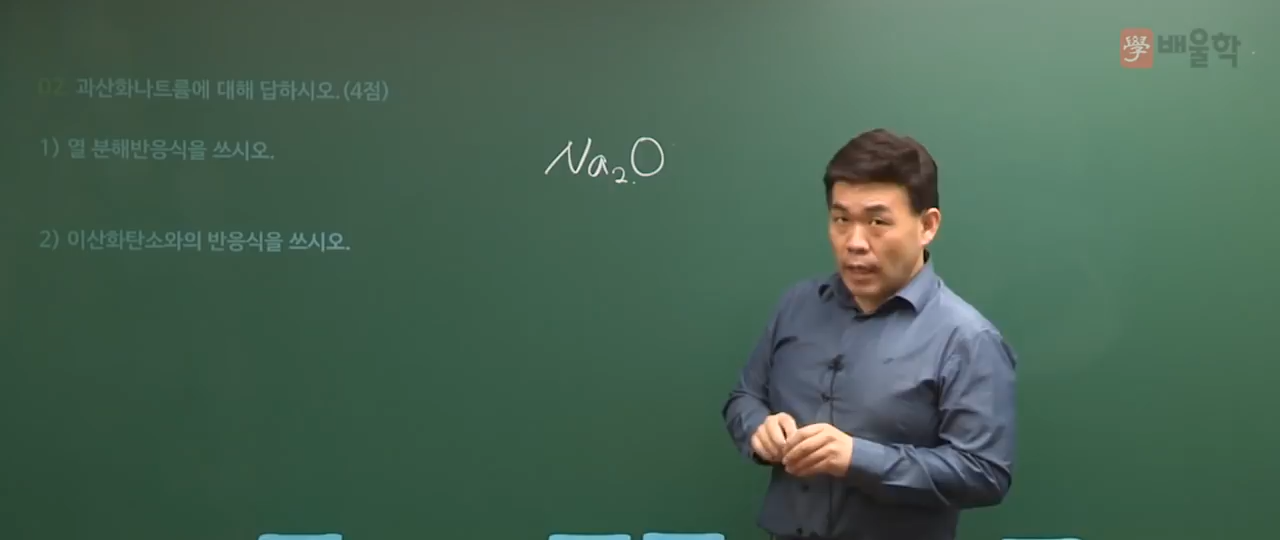 學 배울학
02. 과산화나트륨에 대해 답하시오. (4점)
1) 열 분해반응식을 쓰시오.
Na₂O
2) 이산화탄소와의 반응식을 쓰시오.